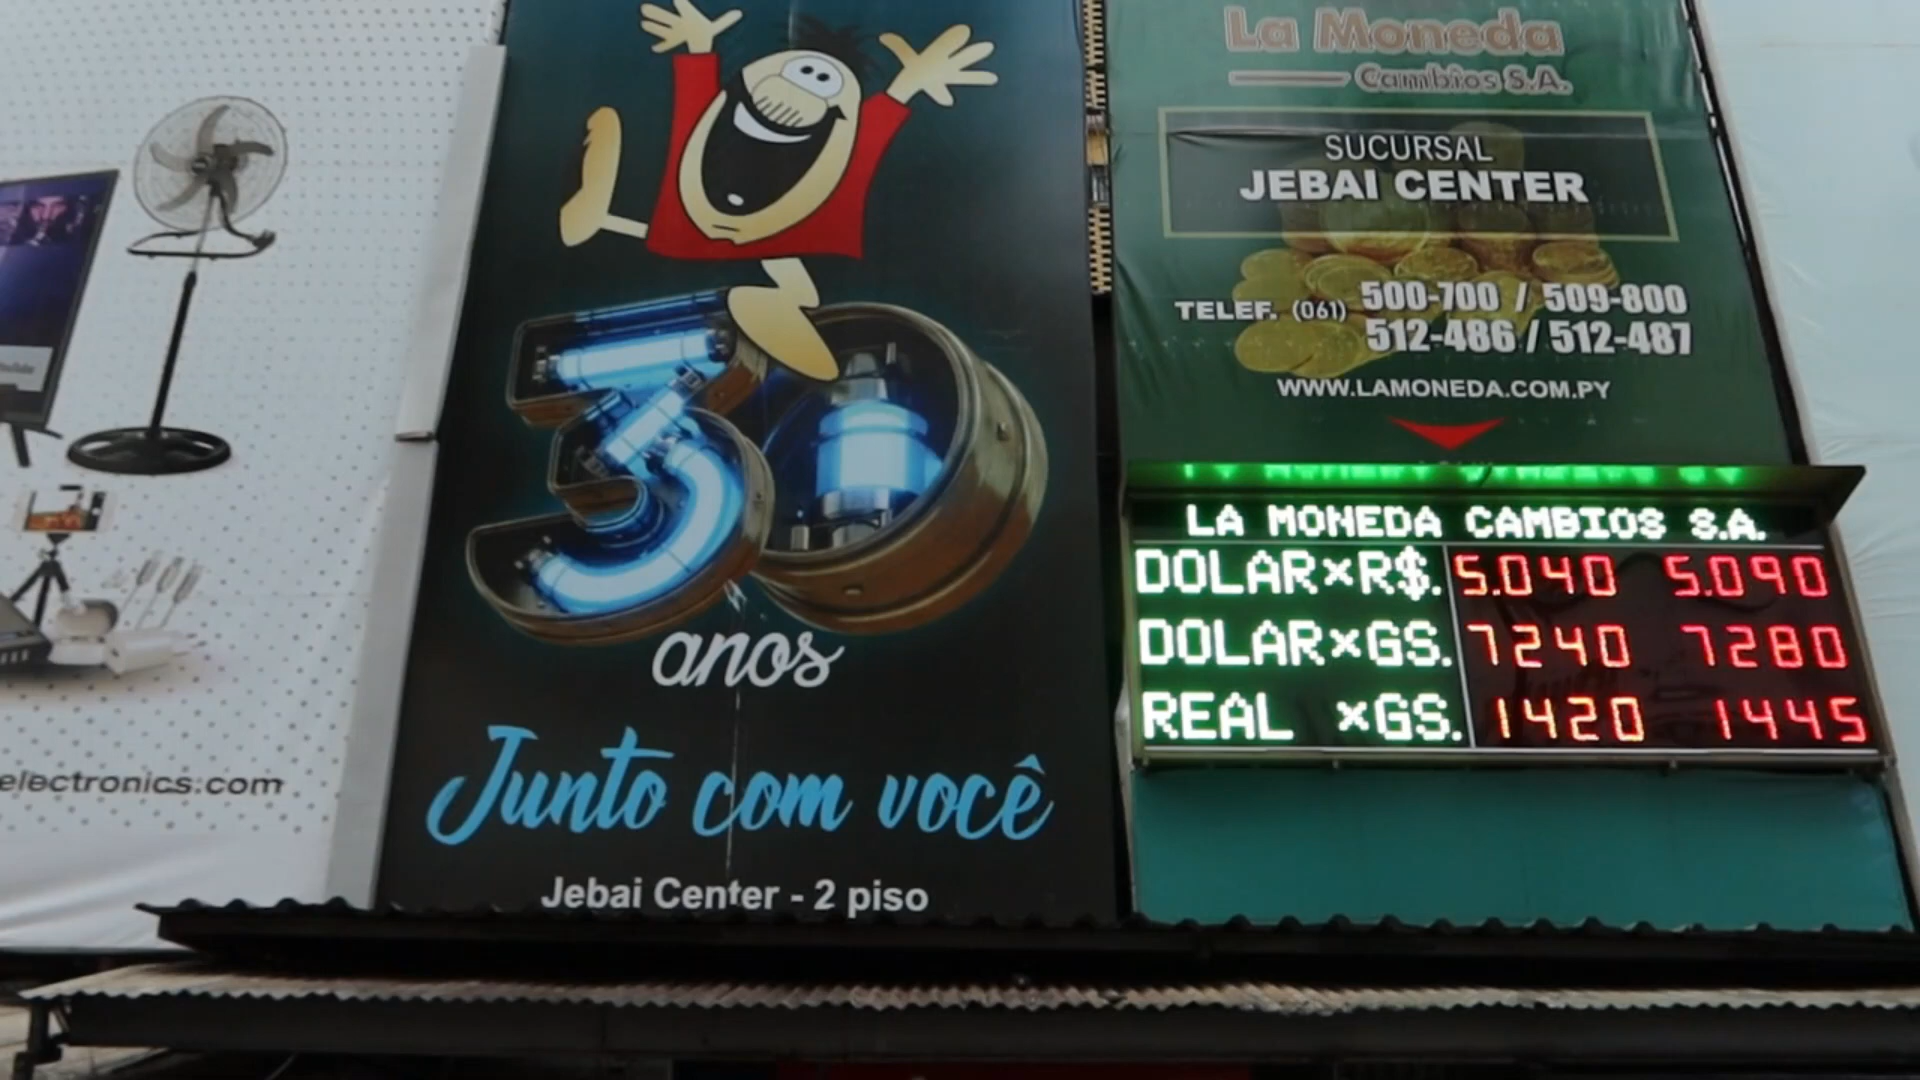 electronics.com
30
anos
Junto com você
Jebai Center - 2 piso
La Moneda
Cambios S.A.
SUCURSAL
JEBAI CENTER
TELEF. (061) 500-700 / 509-800
512-486 / 512-487
WWW.LAMONEDA.COM.PY
LA MONEDA CAMBIOS S.A.
DOLAR×R$. 5.040 5.090
DOLAR×GS. 7240 7280
REAL ×GS. 1420 1445